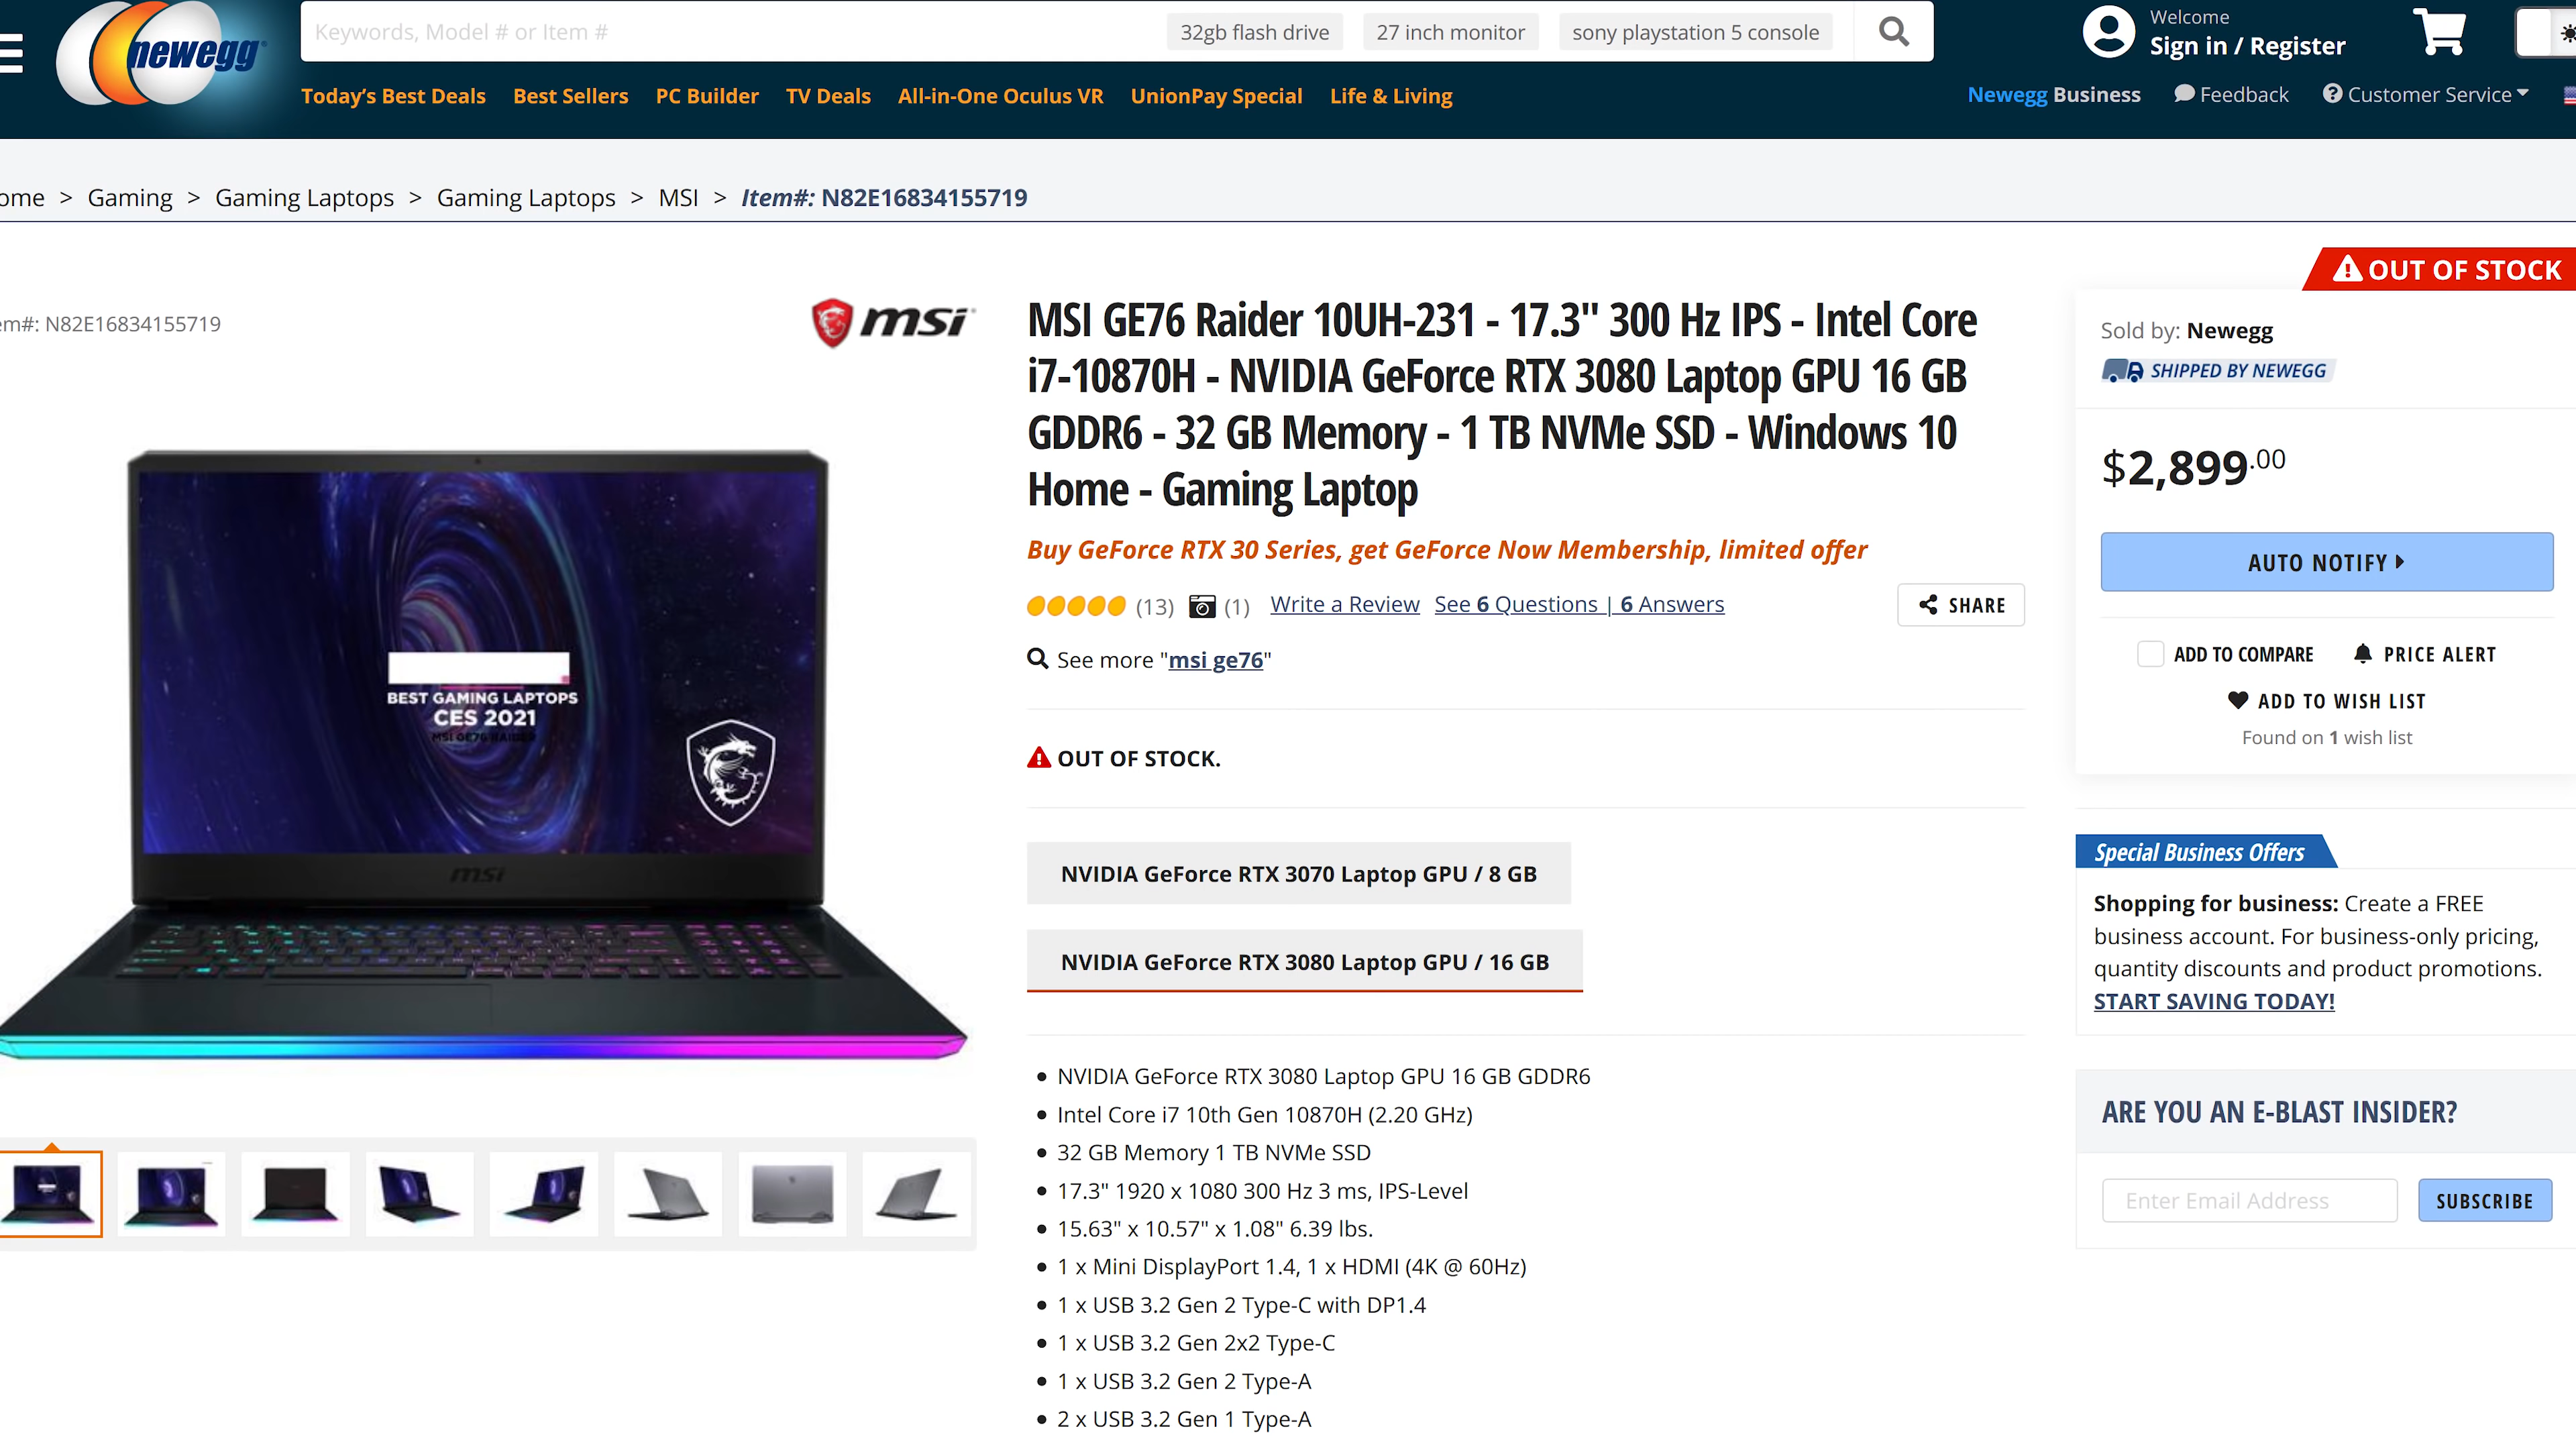 newegg
Keywords, Model # or Item #
32gb flash drive
27 inch monitor
sony playstation 5 console
Welcome
Sign in / Register
Today's Best Deals
Best Sellers
PC Builder
TV Deals
All-in-One Oculus VR
UnionPay Special
Life & Living
Newegg Business
Feedback
Customer Service
ome > Gaming > Gaming Laptops > Gaming Laptops > MSI > Item#: N82E16834155719
OUT OF STOCK
em#: N82E16834155719
msi
BEST GAMING LAPTOPS
CES 2021
MSI GE76 RAIDER
msi
MSI GE76 Raider 10UH-231 - 17.3" 300 Hz IPS - Intel Core
i7-10870H - NVIDIA GeForce RTX 3080 Laptop GPU 16 GB
GDDR6 - 32 GB Memory - 1 TB NVMe SSD - Windows 10
Home - Gaming Laptop
Buy GeForce RTX 30 Series, get GeForce Now Membership, limited offer
(13) (1) Write a Review See 6 Questions | 6 Answers
SHARE
See more "msi ge76"
OUT OF STOCK.
NVIDIA GeForce RTX 3070 Laptop GPU / 8 GB
NVIDIA GeForce RTX 3080 Laptop GPU / 16 GB
NVIDIA GeForce RTX 3080 Laptop GPU 16 GB GDDR6
Intel Core i7 10th Gen 10870H (2.20 GHz)
32 GB Memory 1 TB NVMe SSD
17.3" 1920 x 1080 300 Hz 3 ms, IPS-Level
15.63" x 10.57" x 1.08" 6.39 lbs.
1 x Mini DisplayPort 1.4, 1 x HDMI (4K @ 60Hz)
1 x USB 3.2 Gen 2 Type-C with DP1.4
1 x USB 3.2 Gen 2x2 Type-C
1 x USB 3.2 Gen 2 Type-A
2 x USB 3.2 Gen 1 Type-A
Sold by: Newegg
SHIPPED BY NEWEGG
$2,899.00
AUTO NOTIFY
ADD TO COMPARE
PRICE ALERT
ADD TO WISH LIST
Found on 1 wish list
Special Business Offers
Shopping for business: Create a FREE
business account. For business-only pricing,
quantity discounts and product promotions.
START SAVING TODAY!
ARE YOU AN E-BLAST INSIDER?
Enter Email Address
SUBSCRIBE